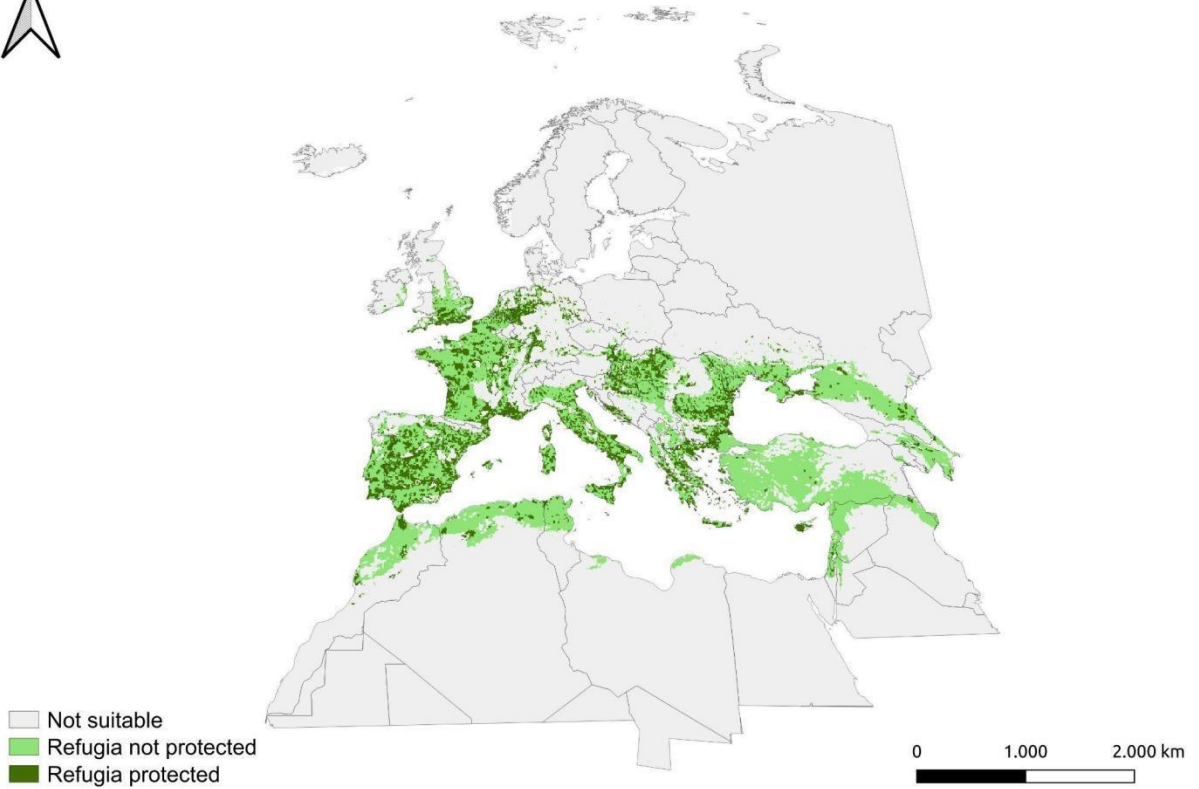 Not suitable
Refugia not protected
Refugia protected
0 1.000 2.000 km